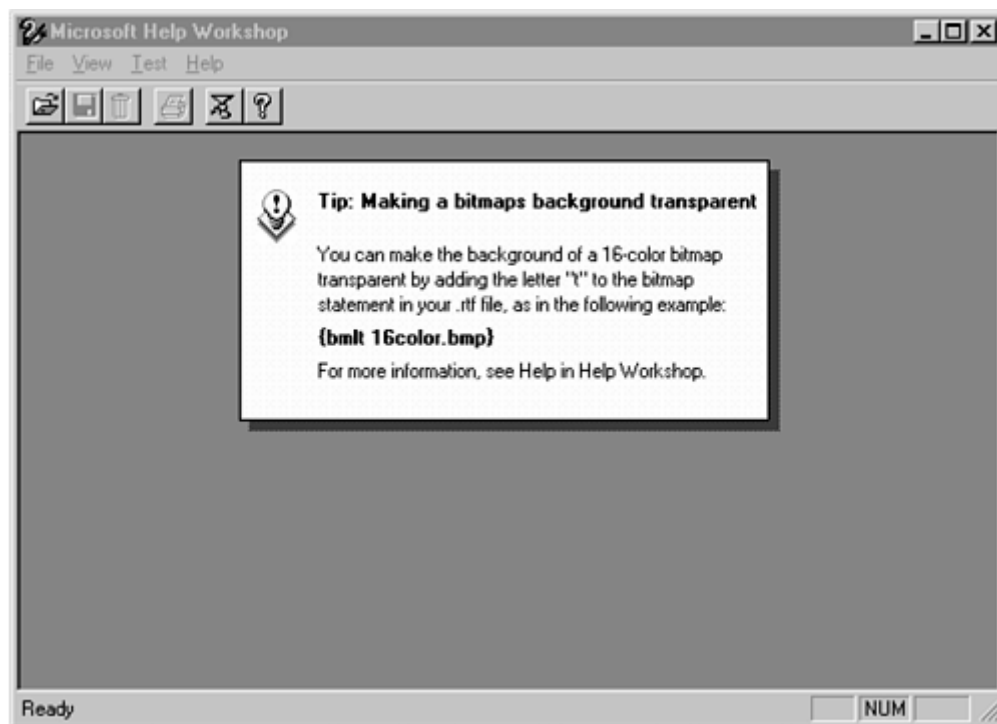 Microsoft Help Workshop
File View Test Help
Tip: Making a bitmaps background transparent
You can make the background of a 16-color bitmap
transparent by adding the letter "t" to the bitmap
statement in your .rtf file, as in the following example:
{bmlt 16color.bmp}
For more information, see Help in Help Workshop.
Ready NUM